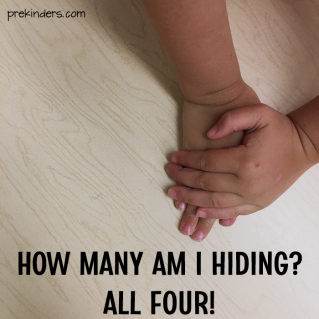 prekinders.com
HOW MANY AM I HIDING?
ALL FOUR!